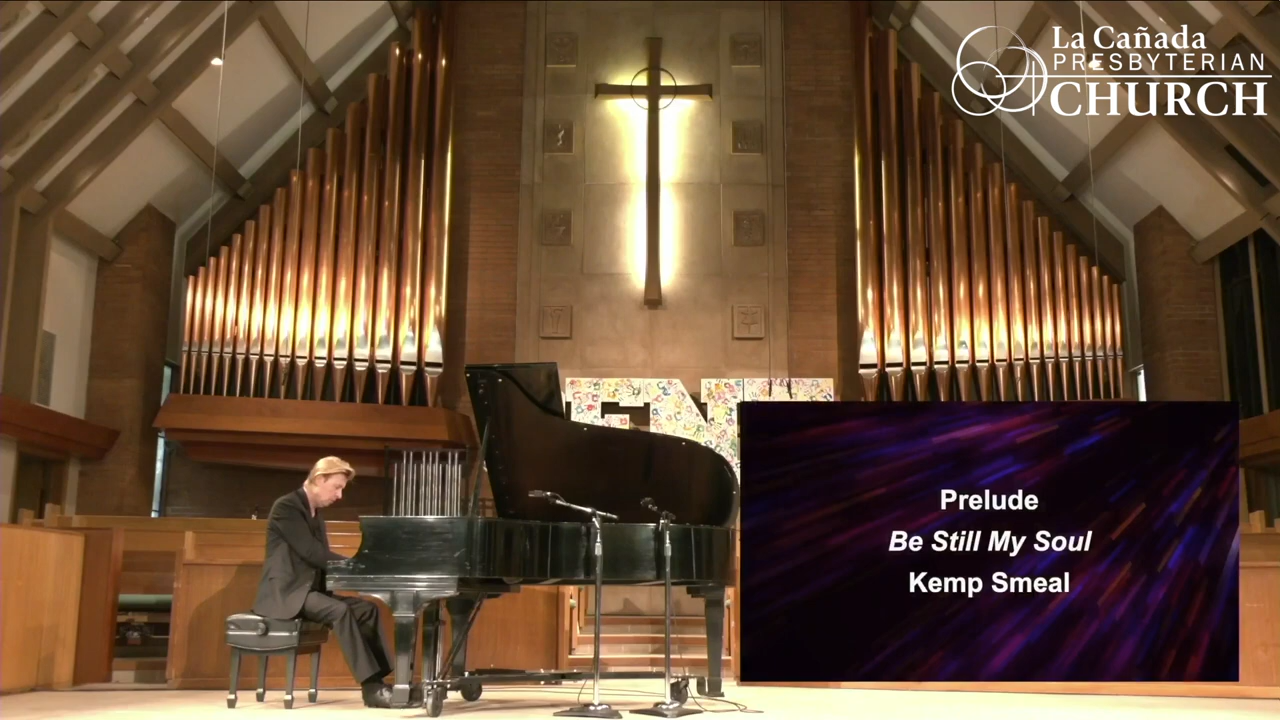 La Cañada
PRESBYTERIAN
CHURCH
Prelude
Be Still My Soul
Kemp Smeal